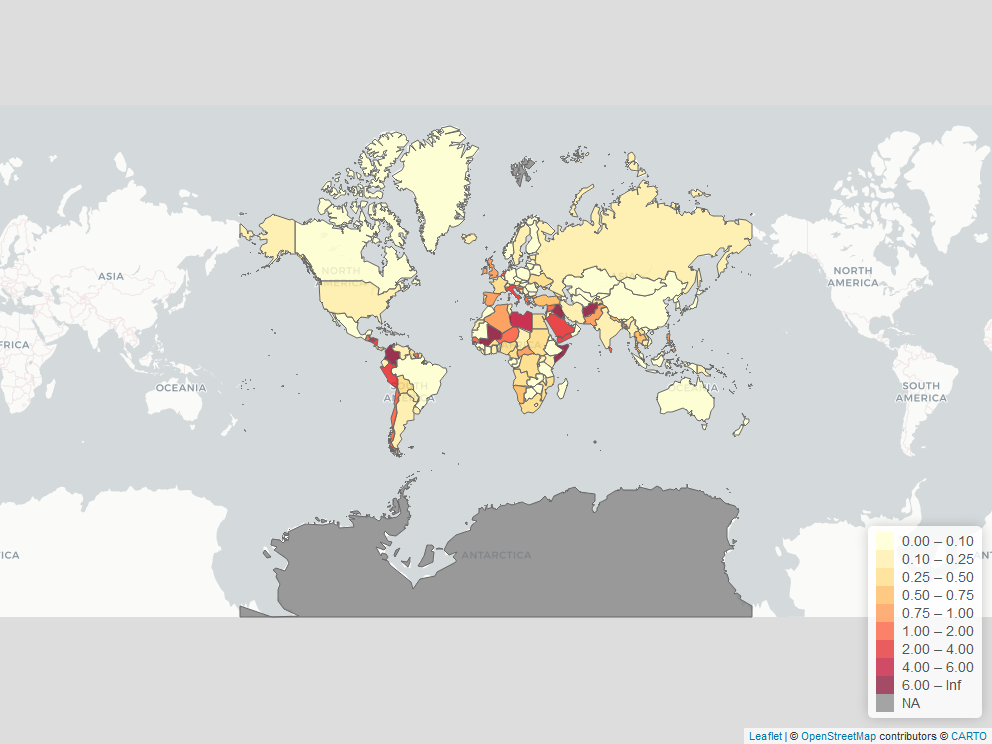 ASIA
NORTH
AMERICA
NORTH
AMERICA
FRICA
OCEANIA
SOUTH
AMERICA
SOUTH
AMERICA
ICA
ANTARCTICA
ANT
0.00 – 0.10
0.10 – 0.25
0.25 – 0.50
0.50 – 0.75
0.75 – 1.00
1.00 – 2.00
2.00 – 4.00
4.00 – 6.00
6.00 – Inf
NA
Leaflet | © OpenStreetMap contributors © CARTO